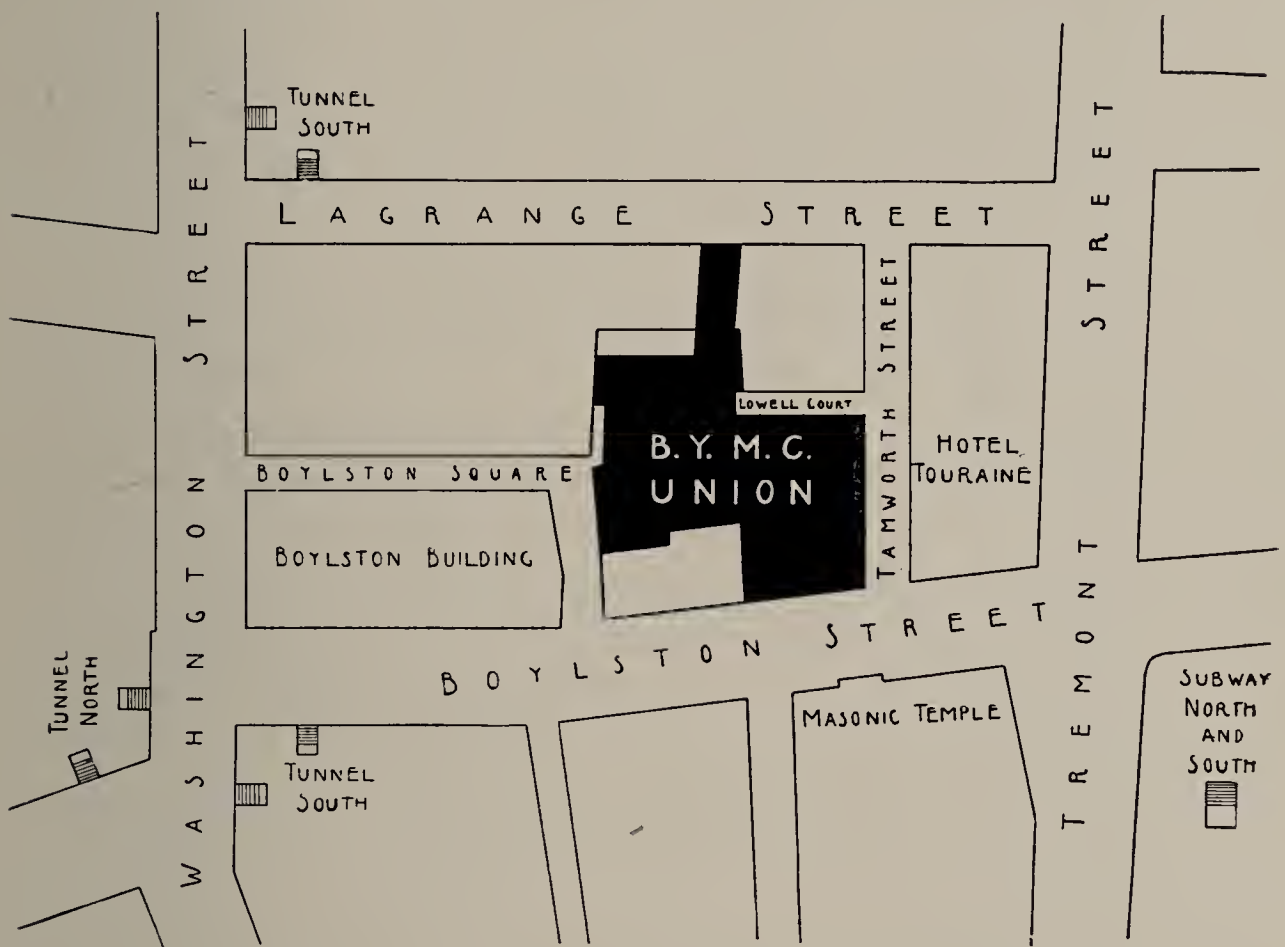 TUNNEL
SOUTH
LAGRANGE STREET
WASHINGTON STREET
TREMONT STREET
TAMWORTH STREET
LOWELL COURT
B.Y.M.C.
UNION
HOTEL
TOURAINE
BOYLSTON SQUARE
BOYLSTON BUILDING
BOYLSTON STREET
TUNNEL
NORTH
TUNNEL
SOUTH
MASONIC TEMPLE
SUBWAY
NORTH
AND
SOUTH